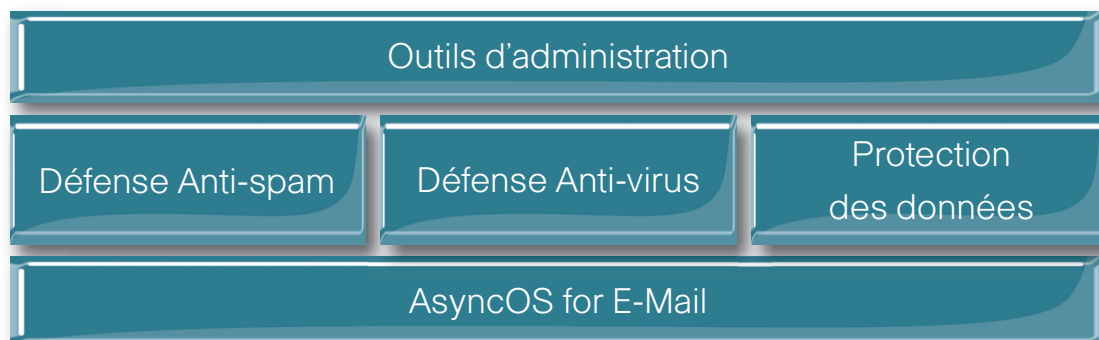 Outils d’administration
Défense Anti-spam
Défense Anti-virus
Protection
des données
AsyncOS for E-Mail